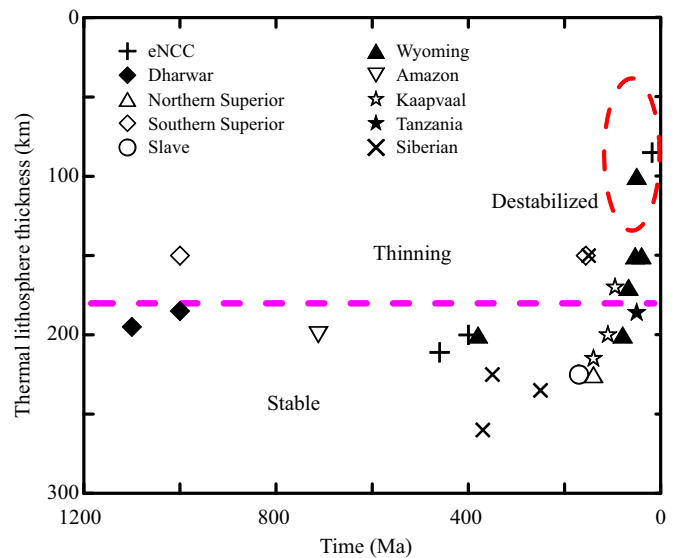 0
100
200
300
Thermal lithosphere thickness (km)
eNCC
Dharwar
Northern Superior
Southern Superior
Slave
Wyoming
Amazon
Kaapvaal
Tanzania
Siberian
Destabilized
Thinning
Stable
1200
800
400
0
Time (Ma)